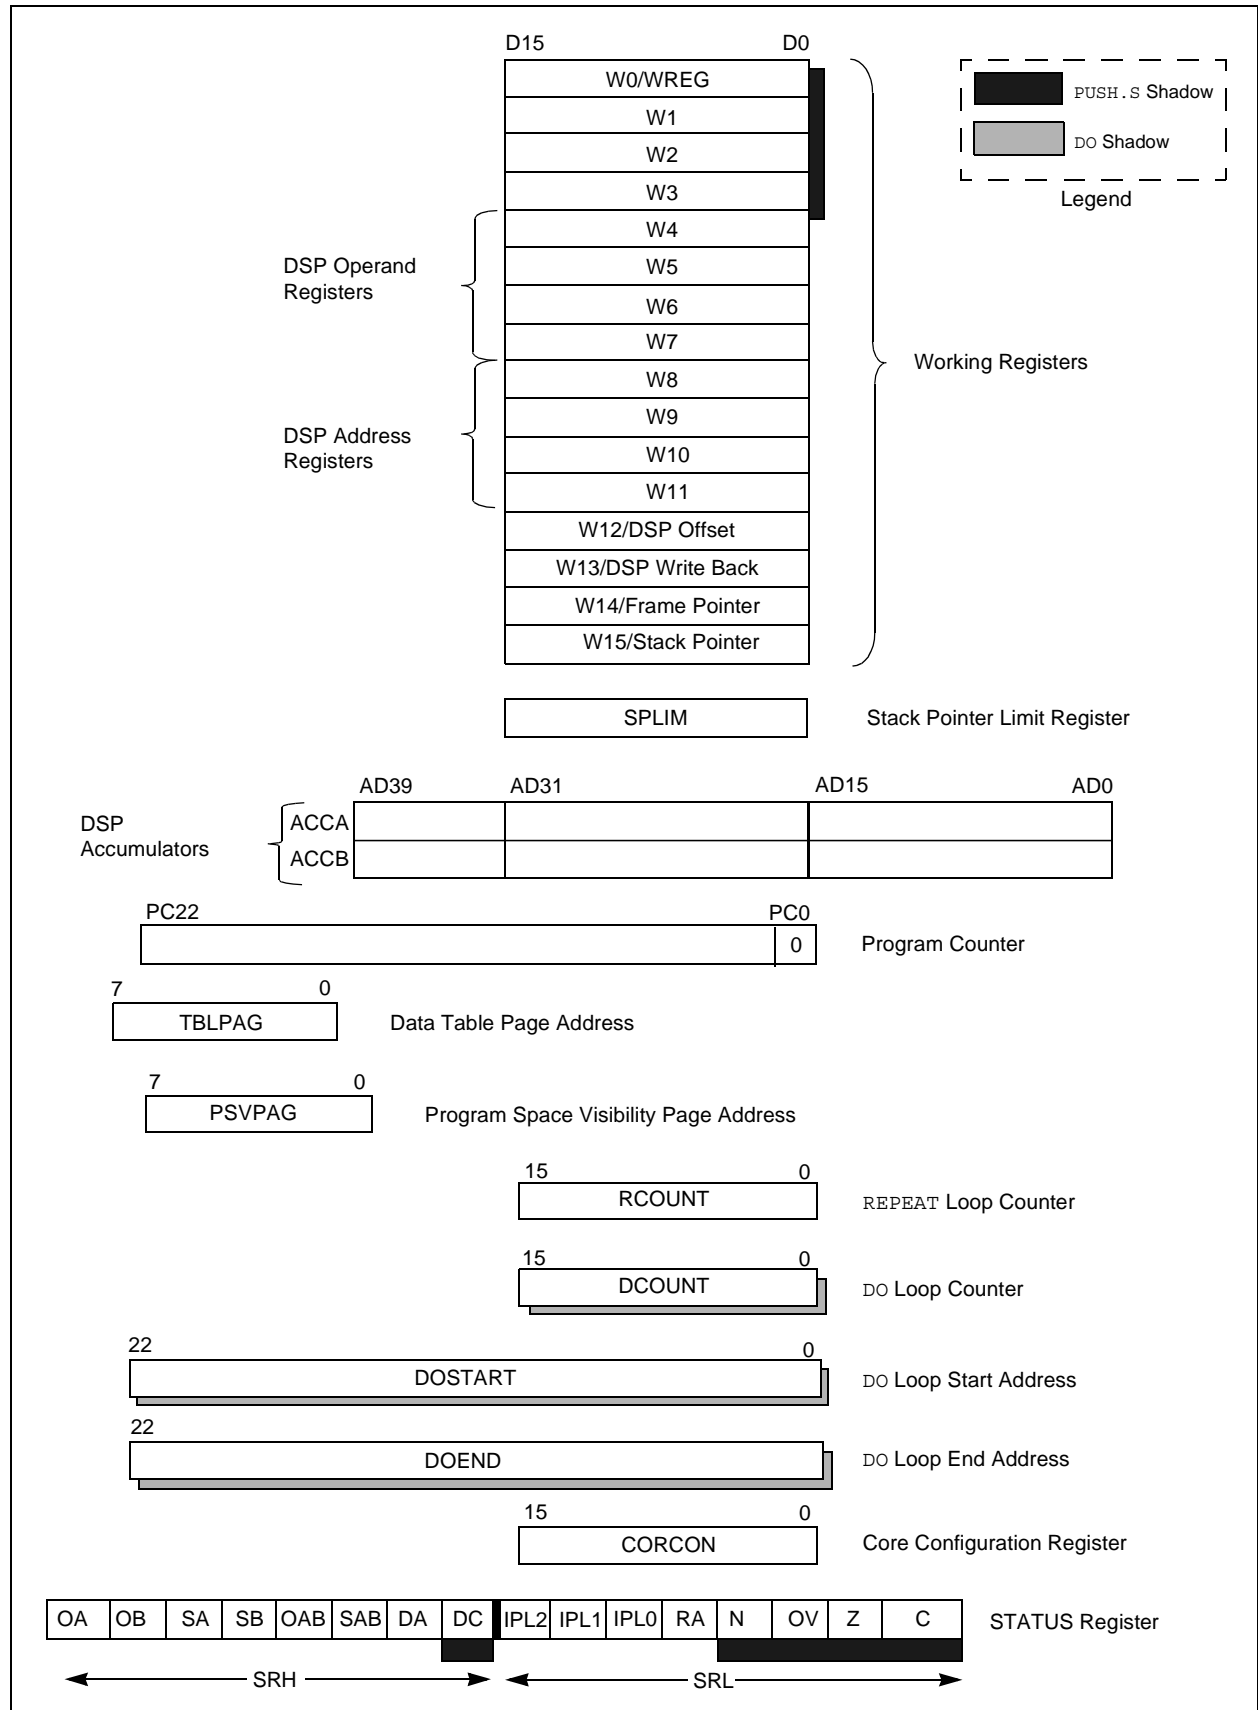 D15 D0
W0/WREG
W1
W2
W3
W4
W5
W6
W7
W8
W9
W10
W11
W12/DSP Offset
W13/DSP Write Back
W14/Frame Pointer
W15/Stack Pointer
PUSH.S Shadow
DO Shadow
Legend
DSP Operand
Registers
DSP Address
Registers
Working Registers
SPLIM
Stack Pointer Limit Register
AD39 AD31 AD15 AD0
DSP
Accumulators
ACCA
ACCB
PC22 PC0
0
Program Counter
7 0
TBLPAG
Data Table Page Address
7 0
PSVPAG
Program Space Visibility Page Address
15 0
RCOUNT
REPEAT Loop Counter
15 0
DCOUNT
DO Loop Counter
22 0
DOSTART
DO Loop Start Address
22
DOEND
DO Loop End Address
15 0
CORCON
Core Configuration Register
OA OB SA SB OAB SAB DA DC IPL2 IPL1 IPL0 RA N OV Z C
STATUS Register
SRH SRL